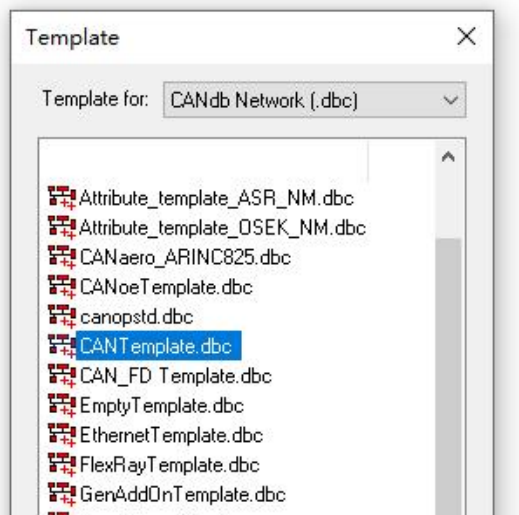 Template
Template for: CANdb Network (.dbc)
Attribute_template_ASR_NM.dbc
Attribute_template_OSEK_NM.dbc
CANaero_ARINC825.dbc
CANoeTemplate.dbc
canopstd.dbc
CANTemplate.dbc
CAN_FD Template.dbc
EmptyTemplate.dbc
EthernetTemplate.dbc
FlexRayTemplate.dbc
GenAddOnTemplate.dbc